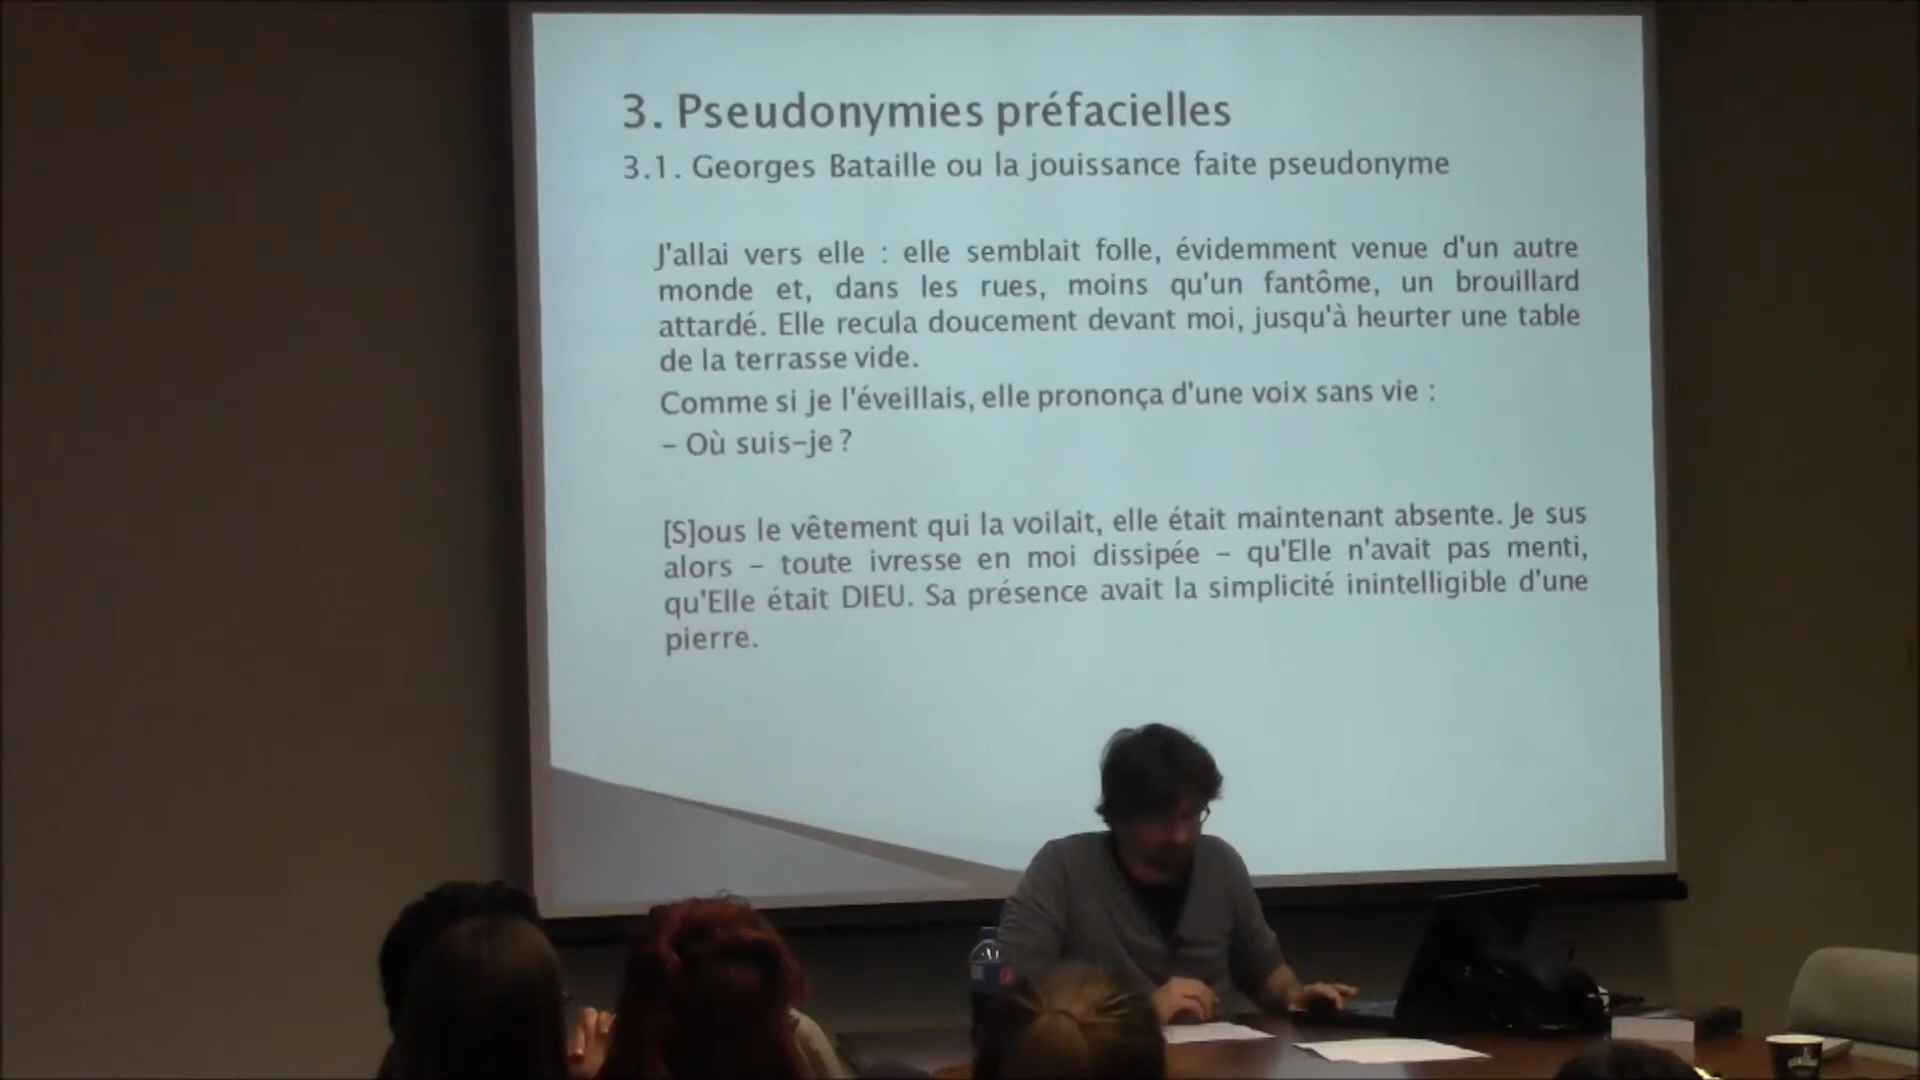 3. Pseudonymies préfacielles
3.1. Georges Bataille ou la jouissance faite pseudonyme
J'allai vers elle : elle semblait folle, évidemment venue d'un autre
monde et, dans les rues, moins qu'un fantôme, un brouillard
attardé. Elle recula doucement devant moi, jusqu'à heurter une table
de la terrasse vide.
Comme si je l'éveillais, elle prononça d'une voix sans vie :
– Où suis-je ?
[S]ous le vêtement qui la voilait, elle était maintenant absente. Je sus
alors – toute ivresse en moi dissipée – qu'Elle n'avait pas menti,
qu'Elle était DIEU. Sa présence avait la simplicité inintelligible d'une
pierre.